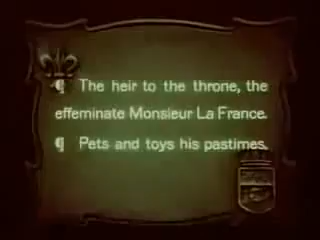 ¶ The heir to the throne, the
effeminate Monsieur La France.
¶ Pets and toys his pastimes.